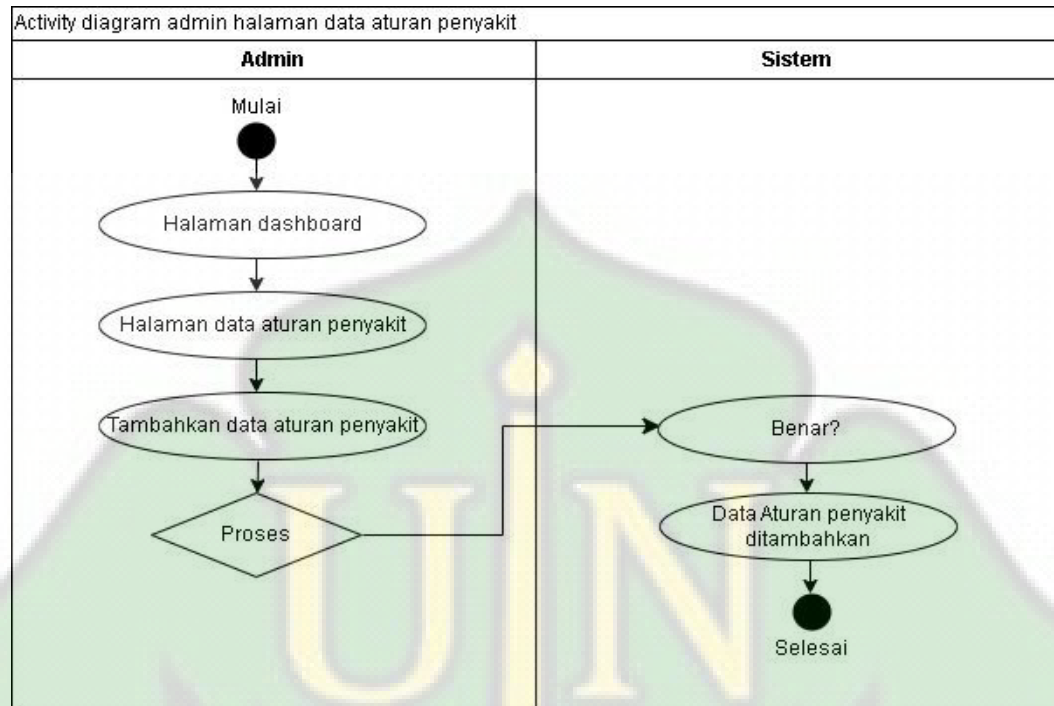 Activity diagram admin halaman data aturan penyakit
Admin
Sistem
Mulai
Halaman dashboard
Halaman data aturan penyakit
Tambahkan data aturan penyakit
Proses
Benar?
Data Aturan penyakit
ditambahkan
Selesai
UIN